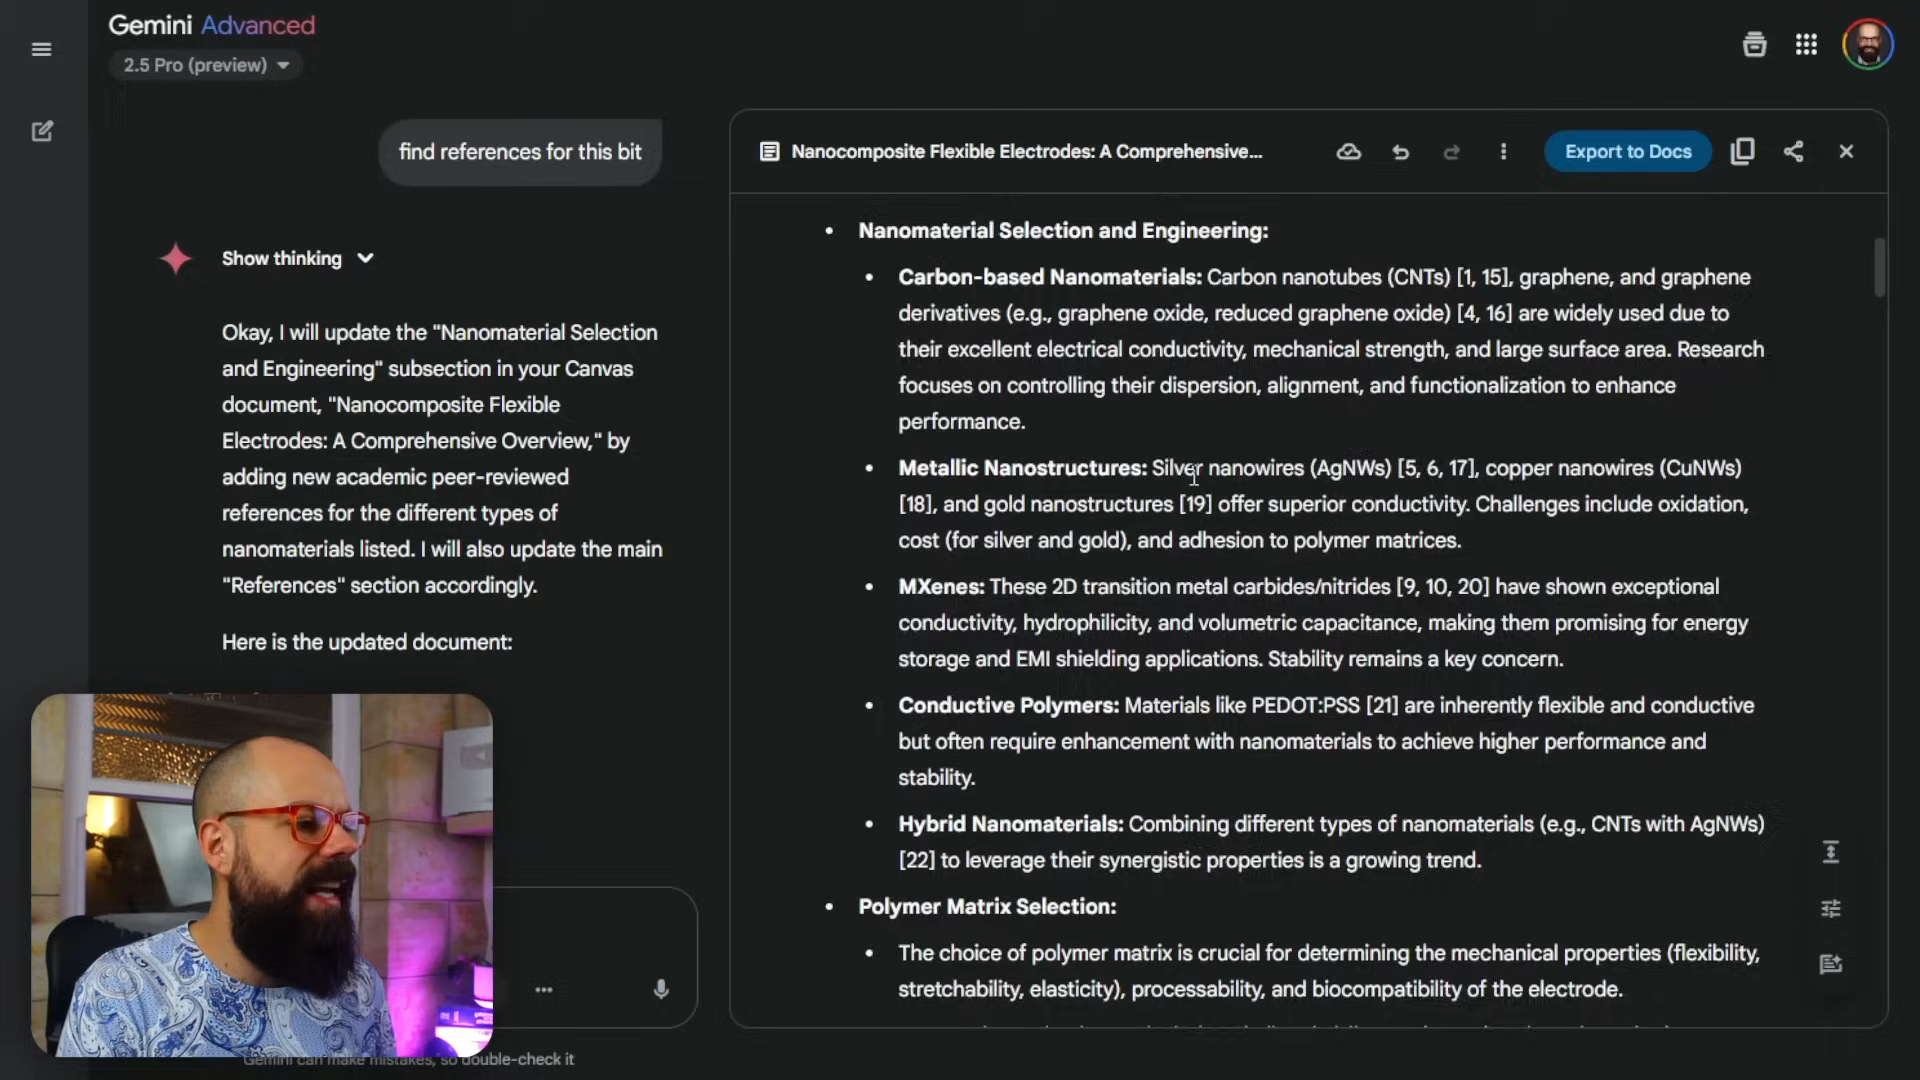 Gemini Advanced
2.5 Pro (preview)
find references for this bit
Show thinking
Okay, I will update the "Nanomaterial Selection
and Engineering" subsection in your Canvas
document, "Nanocomposite Flexible
Electrodes: A Comprehensive Overview," by
adding new academic peer-reviewed
references for the different types of
nanomaterials listed. I will also update the main
"References" section accordingly.
Here is the updated document:
Gemini can make mistakes, so double-check it
Nanocomposite Flexible Electrodes: A Comprehensive...
Export to Docs
• Nanomaterial Selection and Engineering:
• Carbon-based Nanomaterials: Carbon nanotubes (CNTs) [1, 15], graphene, and graphene
derivatives (e.g., graphene oxide, reduced graphene oxide) [4, 16] are widely used due to
their excellent electrical conductivity, mechanical strength, and large surface area. Research
focuses on controlling their dispersion, alignment, and functionalization to enhance
performance.
• Metallic Nanostructures: Silver nanowires (AgNWs) [5, 6, 17], copper nanowires (CuNWs)
[18], and gold nanostructures [19] offer superior conductivity. Challenges include oxidation,
cost (for silver and gold), and adhesion to polymer matrices.
• MXenes: These 2D transition metal carbides/nitrides [9, 10, 20] have shown exceptional
conductivity, hydrophilicity, and volumetric capacitance, making them promising for energy
storage and EMI shielding applications. Stability remains a key concern.
• Conductive Polymers: Materials like PEDOT:PSS [21] are inherently flexible and conductive
but often require enhancement with nanomaterials to achieve higher performance and
stability.
• Hybrid Nanomaterials: Combining different types of nanomaterials (e.g., CNTs with AgNWs)
[22] to leverage their synergistic properties is a growing trend.
• Polymer Matrix Selection:
• The choice of polymer matrix is crucial for determining the mechanical properties (flexibility,
stretchability, elasticity), processability, and biocompatibility of the electrode.